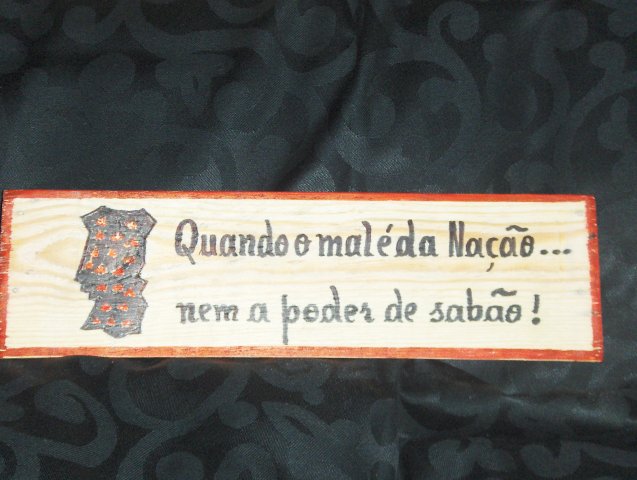 Quando o mal é da Nação...
nem a poder de sabão!